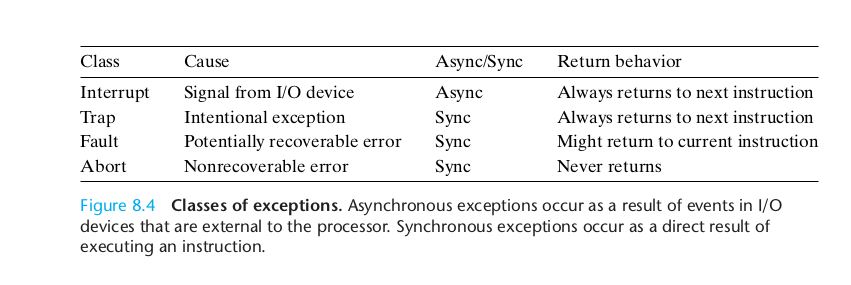 Class Cause Async/Sync Return behavior
Interrupt Signal from I/O device Async Always returns to next instruction
Trap Intentional exception Sync Always returns to next instruction
Fault Potentially recoverable error Sync Might return to current instruction
Abort Nonrecoverable error Sync Never returns
Figure 8.4 Classes of exceptions. Asynchronous exceptions occur as a result of events in I/O
devices that are external to the processor. Synchronous exceptions occur as a direct result of
executing an instruction.